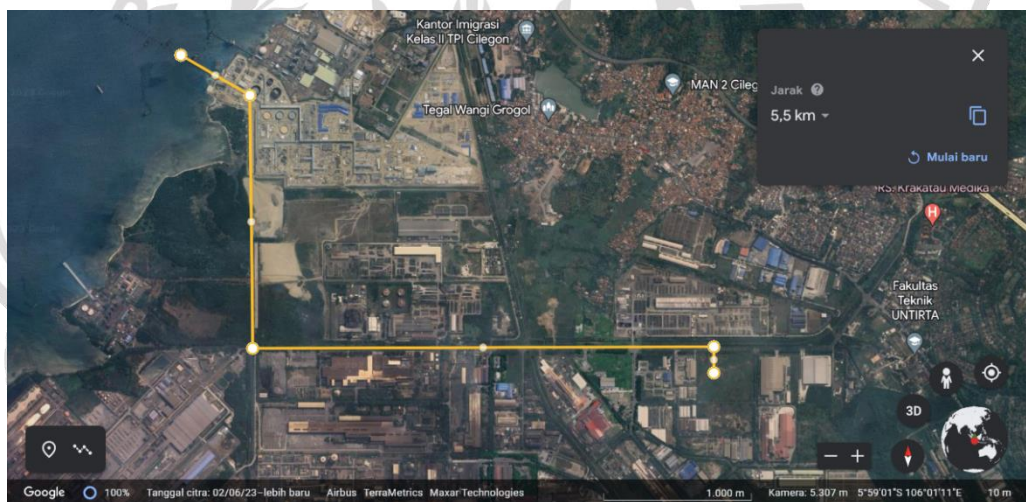 Kantor Imigrasi
Kelas II TPI Cilegon
MAN 2 Cileg
Tegal Wangi Grogol
Jarak ?
5,5 km
Mulai baru
RS. Krakatau Medika
H
Fakultas
Teknik
UNTIRTA
3D
Google 100% Tanggal citra: 02/06/23–lebih baru Airbus TerraMetrics Maxar Technologies 1.000 m Kamera: 5.307 m 5°59'01"S 106°01'11"E 10 m